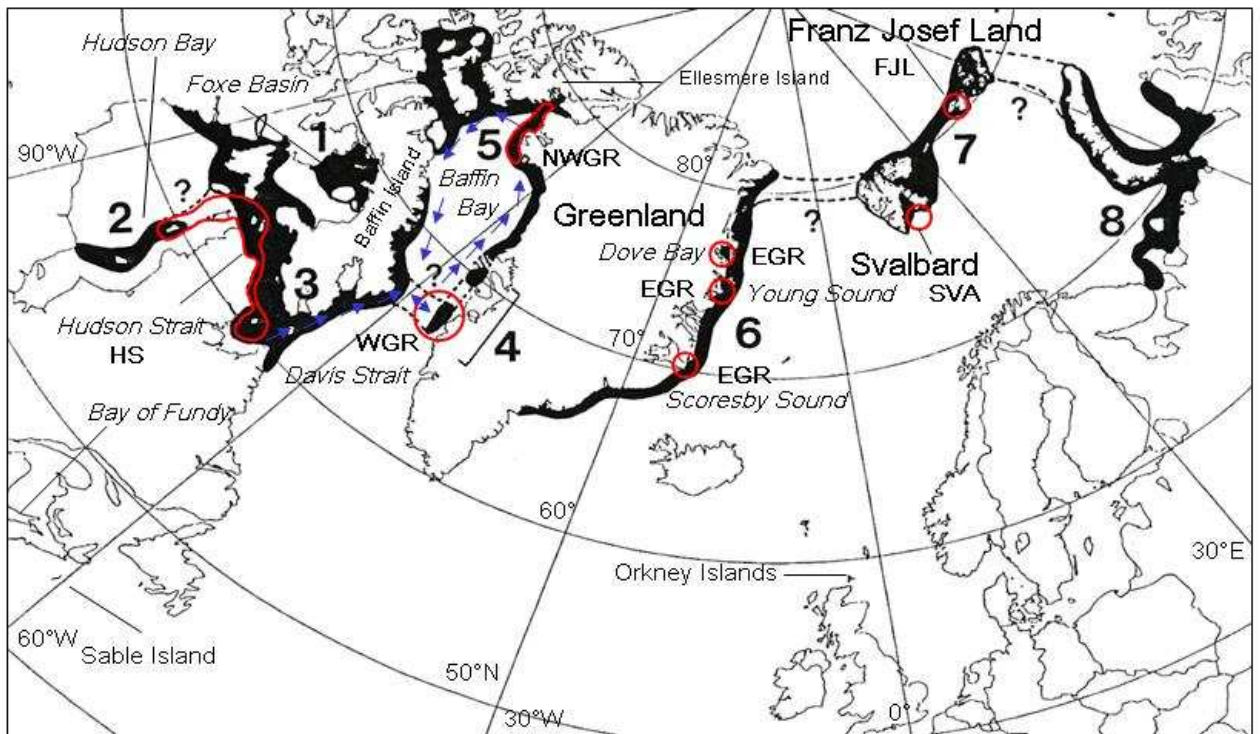 Hudson Bay
Foxe Basin
Franz Josef Land
FJL
Ellesmere Island
90°W
1
5
NWGR
?
7
?
2
Baffin Island
Baffin
Bay
80°
Greenland
?
8
3
?
Dove Bay
EGR
Svalbard
SVA
EGR
Young Sound
Hudson Strait
HS
WGR
4
6
70°
Davis Strait
EGR
Scoresby Sound
Bay of Fundy
60°
30°E
Orkney Islands
60°W
Sable Island
50°N
30°W
0°